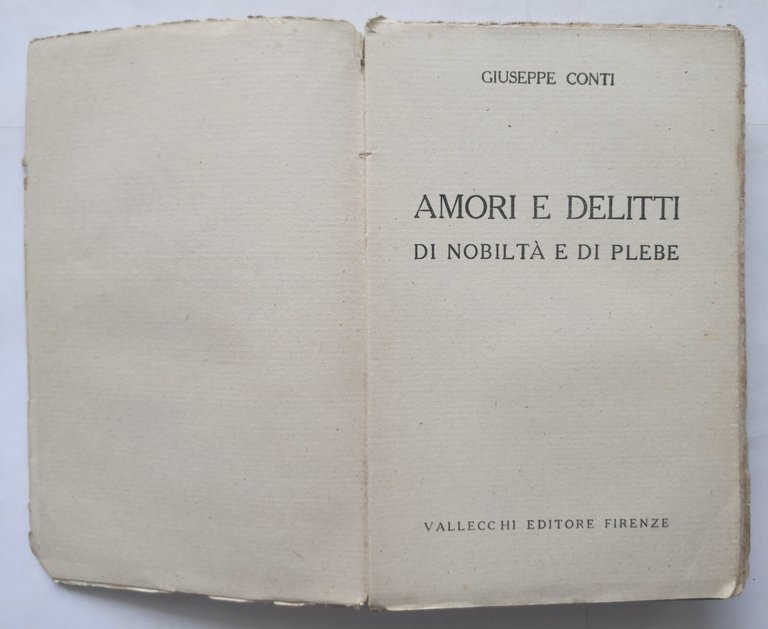 GIUSEPPE CONTI
AMORI E DELITTI
DI NOBILTÀ E DI PLEBE
VALLECCHI EDITORE FIRENZE